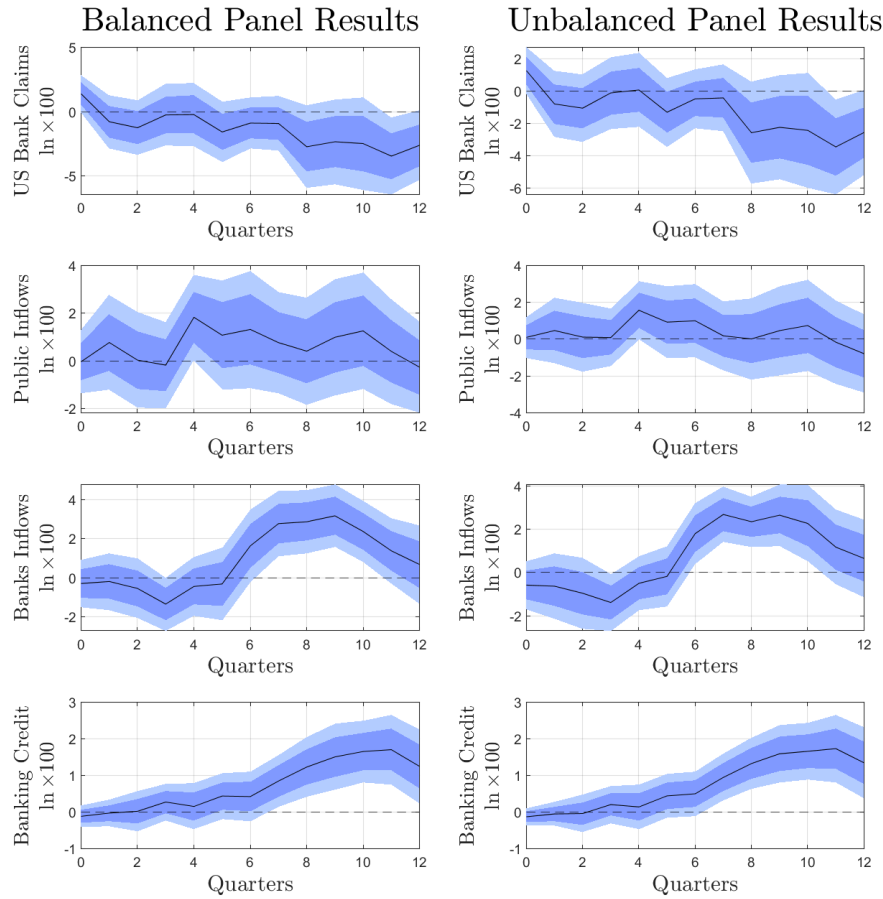 Balanced Panel Results
Unbalanced Panel Results
US Bank Claims
ln ×100
5
0
-5
0 2 4 6 8 10 12
Quarters
US Bank Claims
ln ×100
2
0
-2
-4
-6
0 2 4 6 8 10 12
Quarters
Public Inflows
ln ×100
4
2
0
-2
0 2 4 6 8 10 12
Quarters
Public Inflows
ln ×100
4
2
0
-2
-4
0 2 4 6 8 10 12
Quarters
Banks Inflows
ln ×100
4
2
0
-2
0 2 4 6 8 10 12
Quarters
Banks Inflows
ln ×100
4
2
0
-2
0 2 4 6 8 10 12
Quarters
Banking Credit
ln ×100
3
2
1
0
-1
0 2 4 6 8 10 12
Quarters
Banking Credit
ln ×100
3
2
1
0
-1
0 2 4 6 8 10 12
Quarters